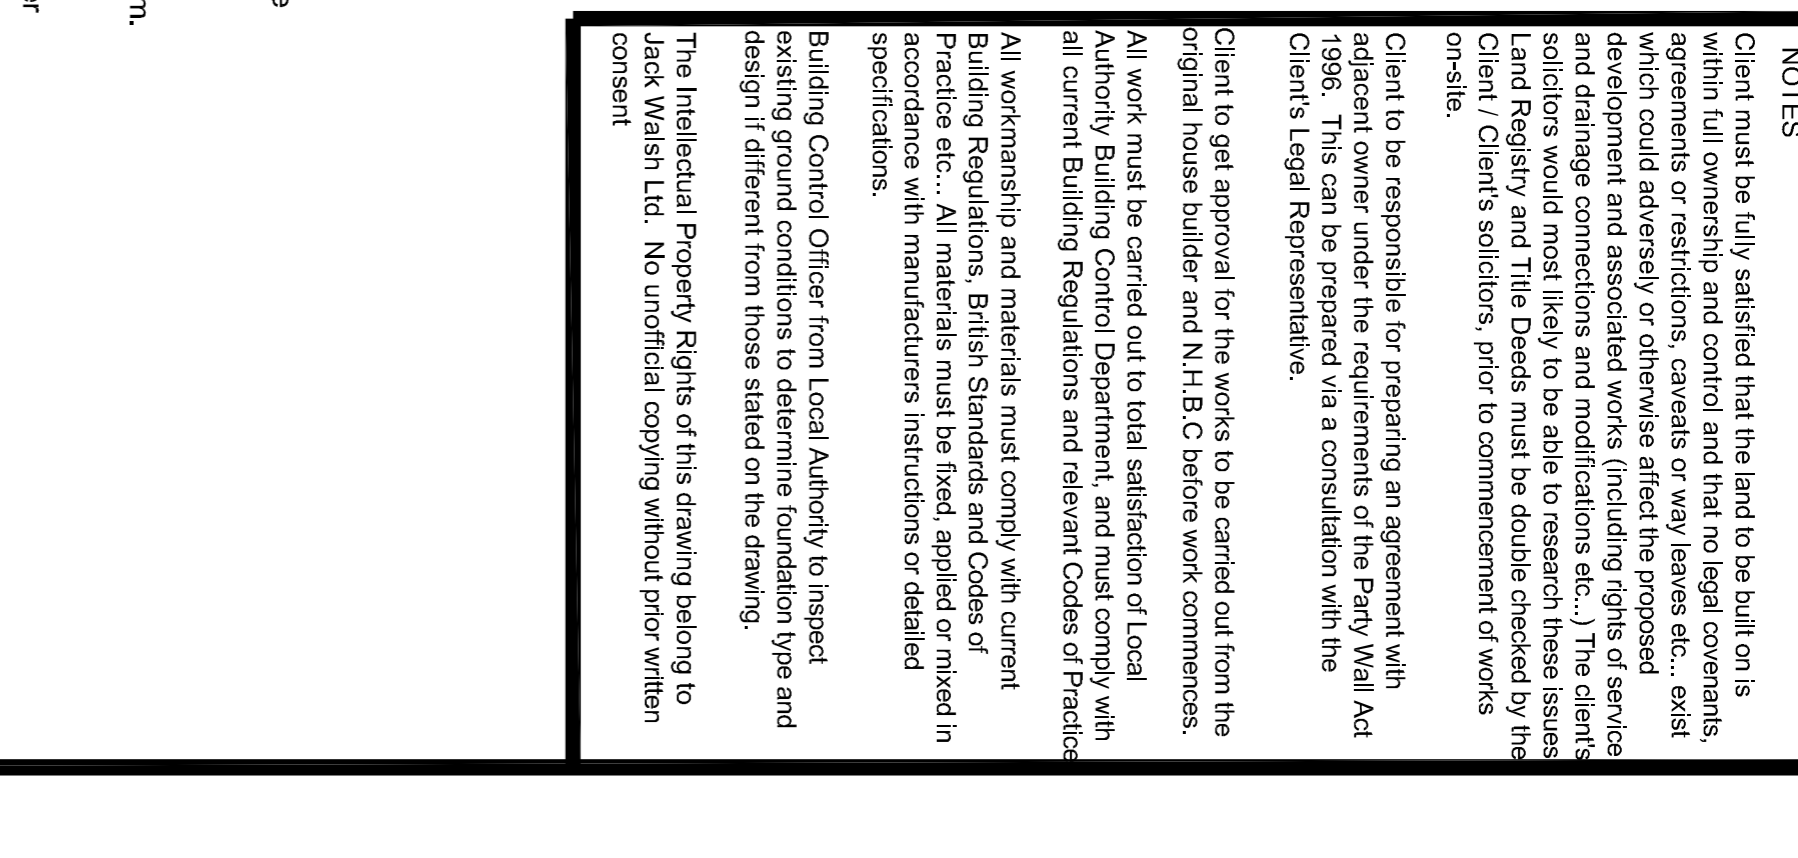 NOTES
Client must be fully satisfied that the land to be built on is
within full ownership and control and that no legal covenants,
agreements or restrictions, caveats or way leaves etc... exist
which could adversely or otherwise affect the proposed
development and associated works (including rights of service
and drainage connections and modifications etc...) The client's
solicitors would most likely to be able to research these issues
Land Registry and Title Deeds must be double checked by the
Client / Client's solicitors, prior to commencement of works
on-site.
Client to be responsible for preparing an agreement with
adjacent owner under the requirements of the Party Wall Act
1996. This can be prepared via a consultation with the
Client's Legal Representative.
Client to get approval for the works to be carried out from the
original house builder and N.H.B.C before work commences.
All work must be carried out to total satisfaction of Local
Authority Building Control Department, and must comply with
all current Building Regulations and relevant Codes of Practice
All workmanship and materials must comply with current
Building Regulations, British Standards and Codes of
Practice etc... All materials must be fixed, applied or mixed in
accordance with manufacturers instructions or detailed
specifications.
Building Control Officer from Local Authority to inspect
existing ground conditions to determine foundation type and
design if different from those stated on the drawing.
The Intellectual Property Rights of this drawing belong to
Jack Walsh Ltd. No unofficial copying without prior written
consent